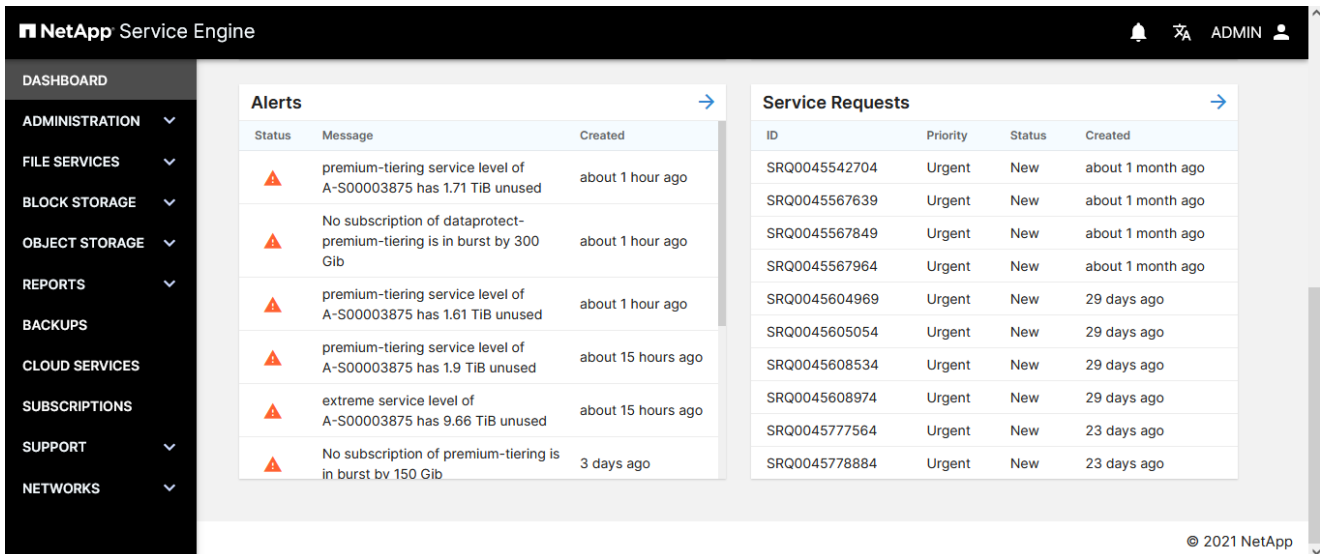 NetApp Service Engine
ADMIN
DASHBOARD
ADMINISTRATION
FILE SERVICES
BLOCK STORAGE
OBJECT STORAGE
REPORTS
BACKUPS
CLOUD SERVICES
SUBSCRIPTIONS
SUPPORT
NETWORKS
Alerts
Status Message Created
premium-tiering service level of
A-S00003875 has 1.71 TiB unused
about 1 hour ago
No subscription of dataprotect-
premium-tiering is in burst by 300
Gib
about 1 hour ago
premium-tiering service level of
A-S00003875 has 1.61 TiB unused
about 1 hour ago
premium-tiering service level of
A-S00003875 has 1.9 TiB unused
about 15 hours ago
extreme service level of
A-S00003875 has 9.66 TiB unused
about 15 hours ago
No subscription of premium-tiering is
in burst by 150 Gib
3 days ago
Service Requests
ID Priority Status Created
SRQ0045542704 Urgent New about 1 month ago
SRQ0045567639 Urgent New about 1 month ago
SRQ0045567849 Urgent New about 1 month ago
SRQ0045567964 Urgent New about 1 month ago
SRQ0045604969 Urgent New 29 days ago
SRQ0045605054 Urgent New 29 days ago
SRQ0045608534 Urgent New 29 days ago
SRQ0045608974 Urgent New 29 days ago
SRQ0045777564 Urgent New 23 days ago
SRQ0045778884 Urgent New 23 days ago
© 2021 NetApp